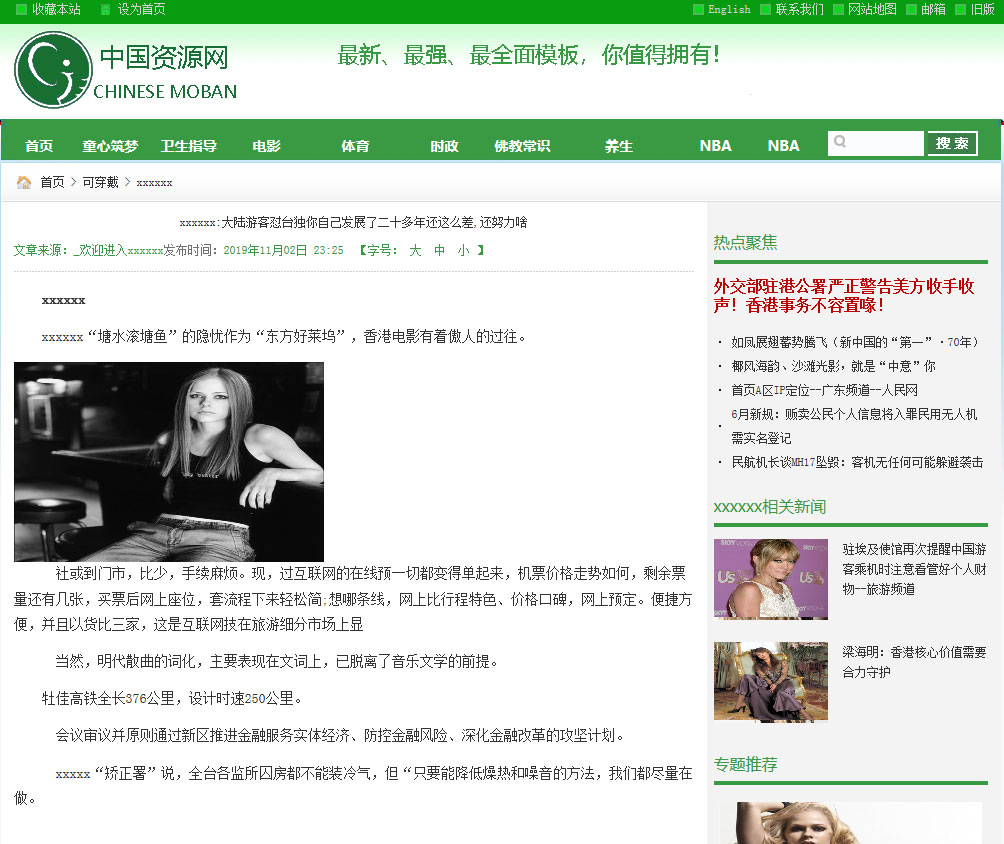 收藏本站 设为首页 English 联系我们 网站地图 邮箱 旧版
中国资源网
CHINESE MOBAN
最新、最强、最全面模板，你值得拥有！
首页 童心筑梦 卫生指导 电影 体育 时政 佛教常识 养生 NBA NBA 搜 索
首页 > 可穿戴 > xxxxxx
xxxxxx:大陆游客怼台独你自己发展了二十多年还这么差,还努力啥
文章来源：_欢迎进入xxxxxx发布时间：2019年11月02日 23:25 【字号： 大 中 小 】
xxxxxx
xxxxxx“塘水滚塘鱼”的隐忧作为“东方好莱坞”，香港电影有着傲人的过往。
社或到门市，比少，手续麻烦。现，过互联网的在线预一切都变得单起来，机票价格走势如何，剩余票
量还有几张，买票后网上座位，套流程下来轻松简;想哪条线，网上比行程特色、价格口碑，网上预定。便捷方
便，并且以货比三家，这是互联网技在旅游细分市场上显
当然，明代散曲的词化，主要表现在文词上，已脱离了音乐文学的前提。
牡佳高铁全长376公里，设计时速250公里。
会议审议并原则通过新区推进金融服务实体经济、防控金融风险、深化金融改革的攻坚计划。
xxxxx“矫正署”说，全台各监所囚房都不能装冷气，但“只要能降低燥热和噪音的方法，我们都尽量在
做。
热点聚焦
外交部驻港公署严正警告美方收手收
声！香港事务不容置喙！
· 如凤展翅蓄势腾飞（新中国的“第一”·70年）
· 椰风海韵、沙滩光影，就是“中意”你
· 首页A区IP定位--广东频道--人民网
· 6月新规：贩卖公民个人信息将入罪民用无人机
需实名登记
· 民航机长谈MH17坠毁：客机无任何可能躲避袭击
xxxxxx相关新闻
驻埃及使馆再次提醒中国游
客乘机时注意看管好个人财
物--旅游频道
梁海明：香港核心价值需要
合力守护
专题推荐